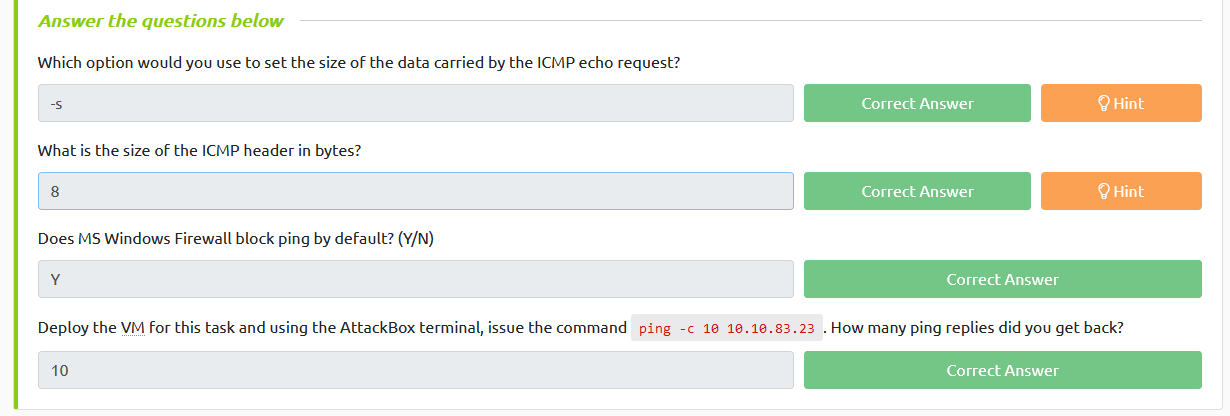 Answer the questions below
Which option would you use to set the size of the data carried by the ICMP echo request?
-s Correct Answer Hint
What is the size of the ICMP header in bytes?
8 Correct Answer Hint
Does MS Windows Firewall block ping by default? (Y/N)
Y Correct Answer
Deploy the VM for this task and using the AttackBox terminal, issue the command ping -c 10 10.10.83.23. How many ping replies did you get back?
10 Correct Answer